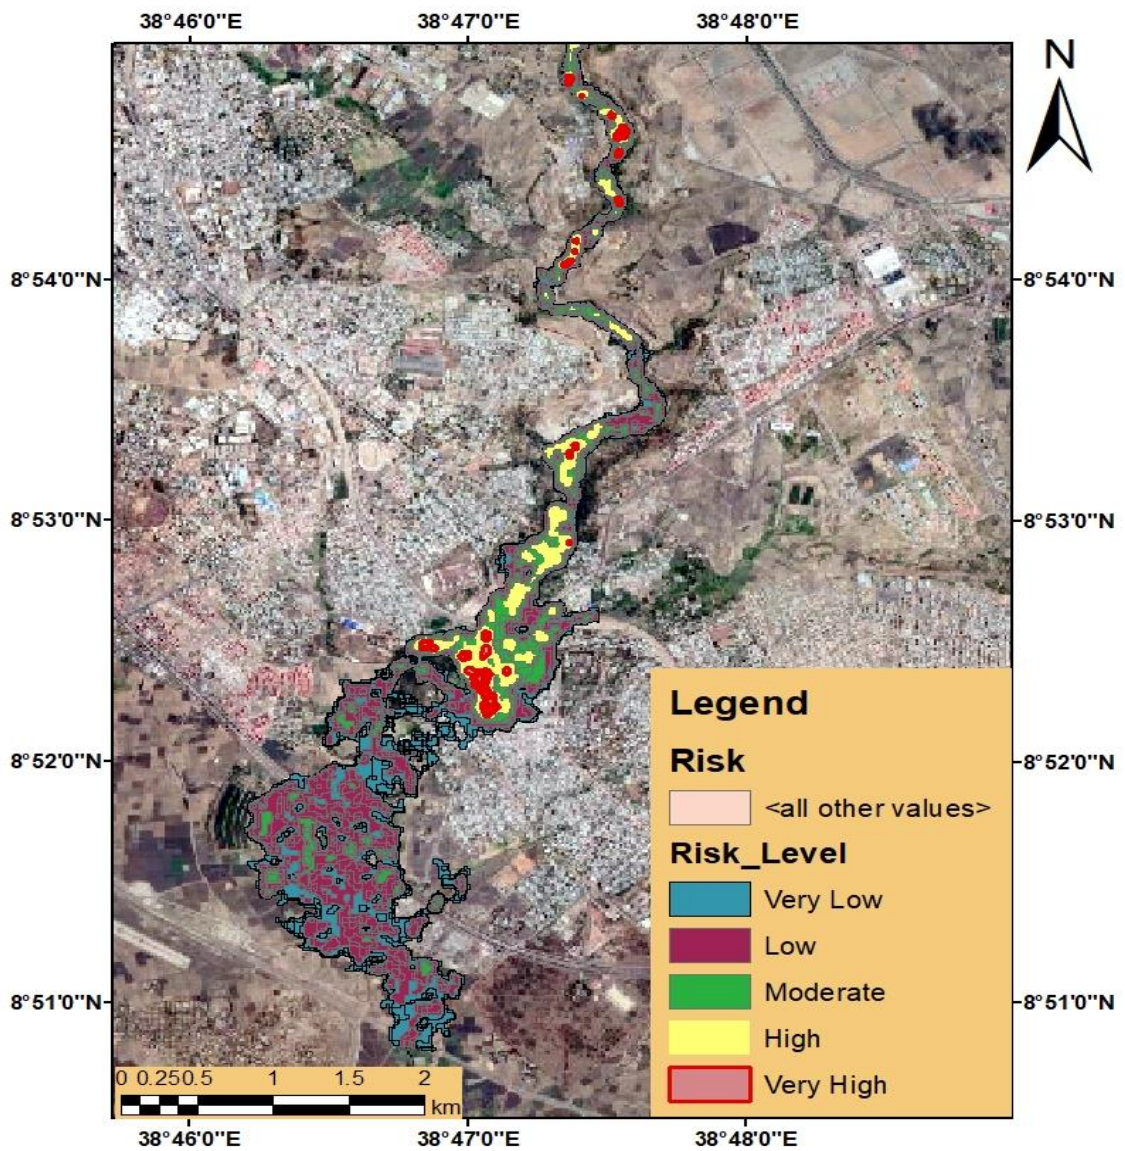 38°46'0"E 38°47'0"E 38°48'0"E
N
8°54'0"N 8°54'0"N
8°53'0"N 8°53'0"N
Legend
Risk
8°52'0"N 8°52'0"N
<all other values>
Risk_Level
Very Low
Low
Moderate
8°51'0"N 8°51'0"N
High
Very High
0 0.25 0.5 1 1.5 2
km
38°46'0"E 38°47'0"E 38°48'0"E